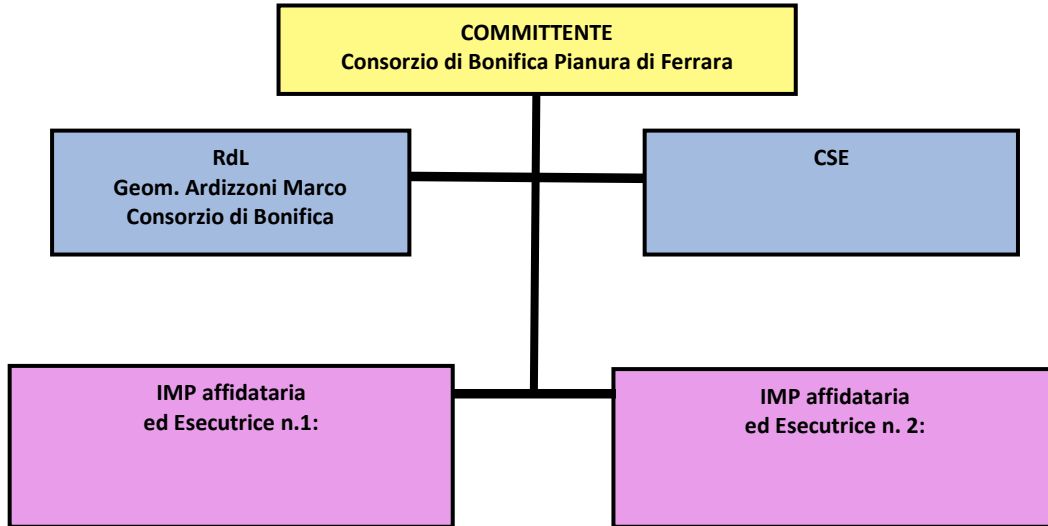 COMMITTENTE
Consorzio di Bonifica Pianura di Ferrara
RdL
Geom. Ardizzoni Marco
Consorzio di Bonifica
CSE
IMP affidataria
ed Esecutrice n.1:
IMP affidataria
ed Esecutrice n. 2: